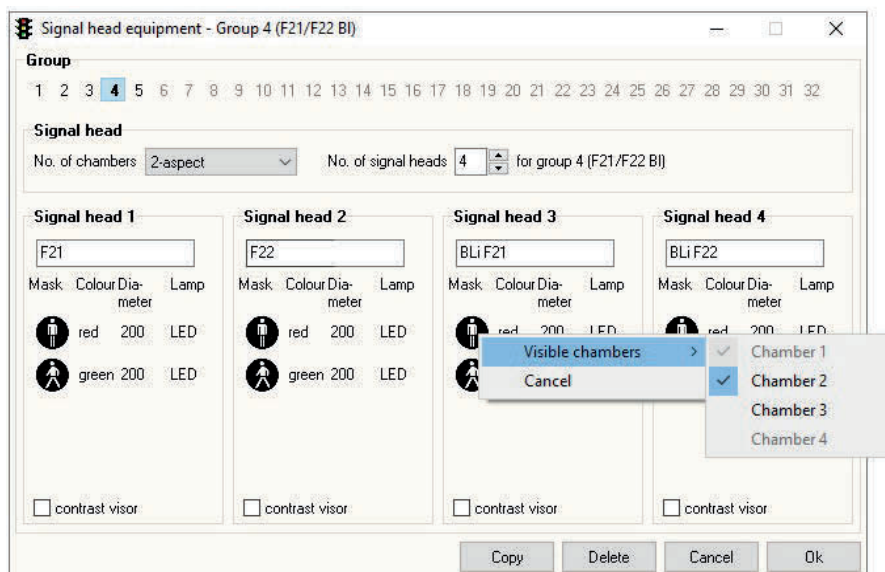 Signal head equipment - Group 4 (F21/F22 Bl)
Group
1 2 3 4 5 6 7 8 9 10 11 12 13 14 15 16 17 18 19 20 21 22 23 24 25 26 27 28 29 30 31 32
Signal head
No. of chambers 2-aspect No. of signal heads 4 for group 4 (F21/F22 Bl)
Signal head 1 Signal head 2 Signal head 3 Signal head 4
F21 F22 BLi F21 BLi F22
Mask Colour Dia- Lamp Mask Colour Dia- Lamp Mask Colour Dia- Lamp Mask Colour Dia- Lamp
meter meter meter meter
red 200 LED red 200 LED red 200 LED red 200 LED
Visible chambers Chamber 1
green 200 LED green 200 LED
Cancel Chamber 2
Chamber 3
Chamber 4
contrast visor contrast visor contrast visor contrast visor
Copy Delete Cancel Ok